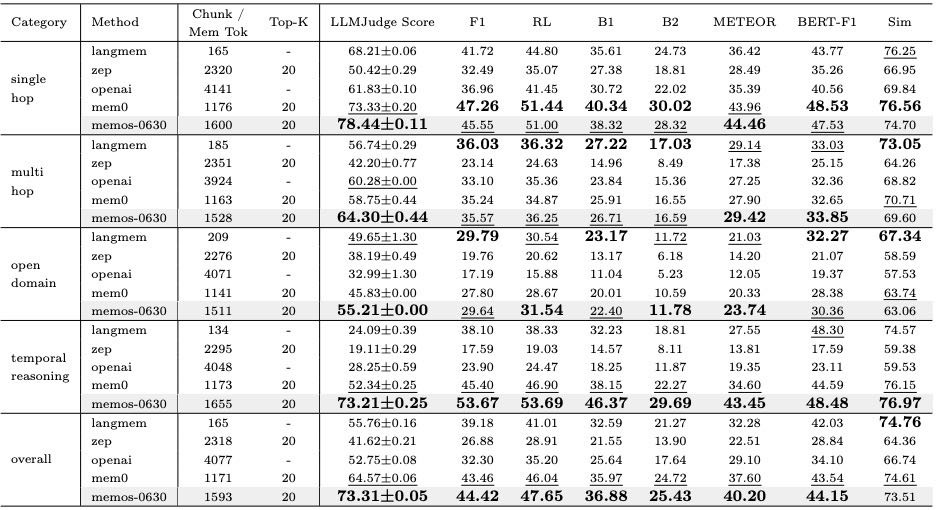 Category Method Chunk / Mem Tok Top-K LLMJudge Score F1 RL B1 B2 METEOR BERT-F1 Sim
single hop
langmem 165 - 68.21±0.06 41.72 44.80 35.61 24.73 36.42 43.77 76.25
zep 2320 20 50.42±0.29 32.49 35.07 27.38 18.81 28.49 35.26 66.95
openai 4141 - 61.83±0.10 36.96 41.45 30.72 22.02 35.39 40.56 69.84
mem0 1176 20 73.33±0.20 47.26 51.44 40.34 30.02 43.96 48.53 76.56
memos-0630 1600 20 78.44±0.11 45.55 51.00 38.32 28.32 44.46 47.53 74.70
multi hop
langmem 185 - 56.74±0.29 36.03 36.32 27.22 17.03 29.14 33.03 73.05
zep 2351 20 42.20±0.77 23.14 24.63 14.96 8.49 17.38 25.15 64.26
openai 3924 - 60.28±0.00 33.10 35.36 23.84 15.36 27.25 32.36 68.82
mem0 1163 20 58.75±0.44 35.24 34.87 25.91 16.55 27.90 32.65 70.71
memos-0630 1528 20 64.30±0.44 35.57 36.25 26.71 16.59 29.42 33.85 69.60
open domain
langmem 209 - 49.65±1.30 29.79 30.54 23.17 11.72 21.03 32.27 67.34
zep 2276 20 38.19±0.49 19.76 20.62 13.17 6.18 14.20 21.07 58.59
openai 4071 - 32.99±1.30 17.19 15.88 11.04 5.23 12.05 19.37 57.53
mem0 1141 20 45.83±0.00 27.80 28.67 20.01 10.59 20.33 28.38 63.74
memos-0630 1511 20 55.21±0.00 29.64 31.54 22.40 11.78 23.74 30.36 63.06
temporal reasoning
langmem 134 - 24.09±0.39 38.10 38.33 32.23 18.81 27.55 48.30 74.57
zep 2295 20 19.11±0.29 17.59 19.03 14.57 8.11 13.81 17.59 59.38
openai 4048 - 28.25±0.59 23.90 24.47 18.25 11.87 19.35 23.11 59.53
mem0 1173 20 52.34±0.25 45.40 46.90 38.15 22.27 34.60 44.59 76.15
memos-0630 1655 20 73.21±0.25 53.67 53.69 46.37 29.69 43.45 48.48 76.97
overall
langmem 165 - 55.76±0.16 39.18 41.01 32.59 21.27 32.28 42.03 74.76
zep 2318 20 41.62±0.21 26.88 28.91 21.55 13.90 22.51 28.84 64.36
openai 4077 - 52.75±0.08 32.30 35.20 25.64 17.64 29.10 34.10 66.74
mem0 1171 20 64.57±0.06 43.46 46.04 35.97 24.72 37.60 43.54 74.61
memos-0630 1593 20 73.31±0.05 44.42 47.65 36.88 25.43 40.20 44.15 73.51